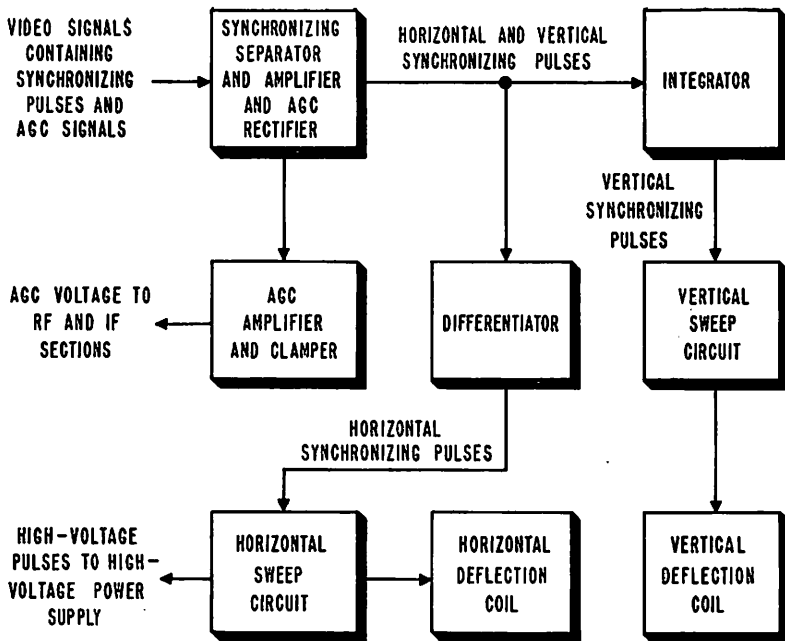 VIDEO SIGNALS
CONTAINING
SYNCHRONIZING
PULSES AND
AGC SIGNALS
SYNCHRONIZING
SEPARATOR
AND AMPLIFIER
AND AGC
RECTIFIER
HORIZONTAL AND VERTICAL
SYNCHRONIZING PULSES
INTEGRATOR
VERTICAL
SYNCHRONIZING
PULSES
AGC VOLTAGE TO
RF AND IF
SECTIONS
AGC
AMPLIFIER
AND CLAMPER
DIFFERENTIATOR
VERTICAL
SWEEP
CIRCUIT
HORIZONTAL
SYNCHRONIZING PULSES
HIGH-VOLTAGE
PULSES TO HIGH-
VOLTAGE POWER
SUPPLY
HORIZONTAL
SWEEP
CIRCUIT
HORIZONTAL
DEFLECTION
COIL
VERTICAL
DEFLECTION
COIL